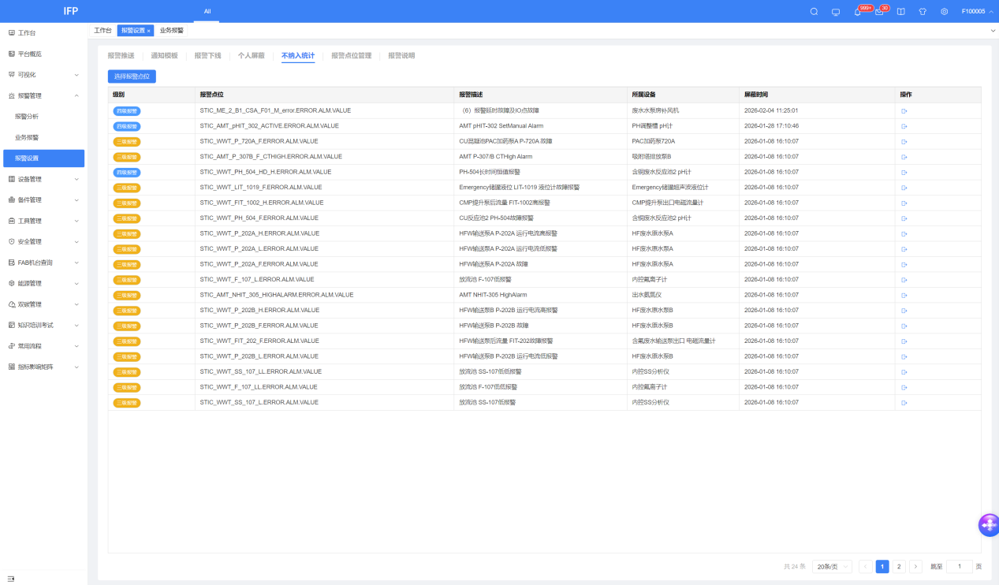 IFP All 999+ 30 F100005
工作台 报警设置 × 业务报警
工作台
平台概览
可视化
报警管理
报警分析
业务报警
报警设置
设备管理
备件管理
工具管理
安全管理
FAB机台查询
能源管理
双碳管理
知识培训考试
常用流程
指标影响矩阵
报警推送 通知模板 报警下线 个人屏蔽 不纳入统计 报警点位管理 报警说明
选择报警点位
级别 报警点位 报警描述 所属设备 屏蔽时间 操作
四级报警 STIC_ME_2_B1_CSA_F01_M_error.ERROR.ALM.VALUE （6）报警延时故障及IO点故障 废水水泵房补风机 2026-02-04 11:25:01
四级报警 STIC_AMT_pHIT_302_ACTIVE.ERROR.ALM.VALUE AMT pHIT-302 SetManual Alarm PH调整槽 pH计 2026-01-28 17:10:46
三级报警 STIC_WWT_P_720A_F.ERROR.ALM.VALUE CU混凝池PAC加药泵A P-720A 故障 PAC加药泵720A 2026-01-08 16:10:07
三级报警 STIC_AMT_P_307B_F_CTHIGH.ERROR.ALM.VALUE AMT P-307/B CTHigh Alarm 吸附塔排放泵B 2026-01-08 16:10:07
四级报警 STIC_WWT_PH_504_HD_H.ERROR.ALM.VALUE PH-504长时间恒值报警 含铜废水反应池2 pH计 2026-01-08 16:10:07
三级报警 STIC_WWT_LIT_1019_F.ERROR.ALM.VALUE Emergency储罐液位 LIT-1019 液位计故障报警 Emergency储罐超声波液位计 2026-01-08 16:10:07
三级报警 STIC_WWT_FIT_1002_H.ERROR.ALM.VALUE CMP提升泵后流量 FIT-1002高报警 CMP提升泵出口电磁流量计 2026-01-08 16:10:07
三级报警 STIC_WWT_PH_504_F.ERROR.ALM.VALUE CU反应池2 PH-504故障报警 含铜废水反应池2 pH计 2026-01-08 16:10:07
三级报警 STIC_WWT_P_202A_H.ERROR.ALM.VALUE HFW输送泵A P-202A 运行电流高报警 HF废水原水泵A 2026-01-08 16:10:07
三级报警 STIC_WWT_P_202A_L.ERROR.ALM.VALUE HFW输送泵A P-202A 运行电流低报警 HF废水原水泵A 2026-01-08 16:10:07
三级报警 STIC_WWT_P_202A_F.ERROR.ALM.VALUE HFW输送泵A P-202A 故障 HF废水原水泵A 2026-01-08 16:10:07
三级报警 STIC_WWT_F_107_L.ERROR.ALM.VALUE 放流池 F-107低报警 内控氟离子计 2026-01-08 16:10:07
三级报警 STIC_AMT_NHIT_305_HIGHALARM.ERROR.ALM.VALUE AMT NHIT-305 HighAlarm 出水氨氮仪 2026-01-08 16:10:07
三级报警 STIC_WWT_P_202B_H.ERROR.ALM.VALUE HFW输送泵B P-202B 运行电流高报警 HF废水原水泵B 2026-01-08 16:10:07
三级报警 STIC_WWT_P_202B_F.ERROR.ALM.VALUE HFW输送泵B P-202B 故障 HF废水原水泵B 2026-01-08 16:10:07
三级报警 STIC_WWT_FIT_202_F.ERROR.ALM.VALUE HFW输送泵后流量 FIT-202故障报警 含氟废水输送泵出口 电磁流量计 2026-01-08 16:10:07
三级报警 STIC_WWT_P_202B_L.ERROR.ALM.VALUE HFW输送泵B P-202B 运行电流低报警 HF废水原水泵B 2026-01-08 16:10:07
三级报警 STIC_WWT_SS_107_LL.ERROR.ALM.VALUE 放流池 SS-107低低报警 内控SS分析仪 2026-01-08 16:10:07
三级报警 STIC_WWT_F_107_LL.ERROR.ALM.VALUE 放流池 F-107低低报警 内控氟离子计 2026-01-08 16:10:07
三级报警 STIC_WWT_SS_107_L.ERROR.ALM.VALUE 放流池 SS-107低报警 内控SS分析仪 2026-01-08 16:10:07
共 24 条 20条/页 1 2 跳至 1 页